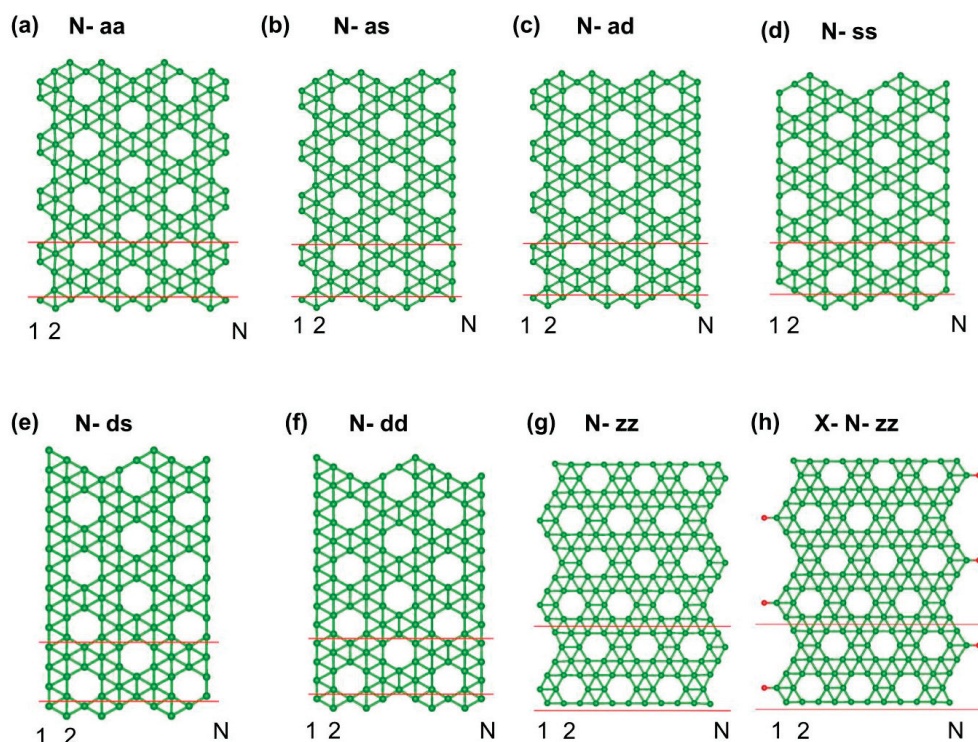 (a) N- aa
(b) N- as
(c) N- ad
(d) N- ss
1 2 N
1 2 N
1 2 N
1 2 N
(e) N- ds
(f) N- dd
(g) N- zz
(h) X- N- zz
1 2 N
1 2 N
1 2 N
1 2 N